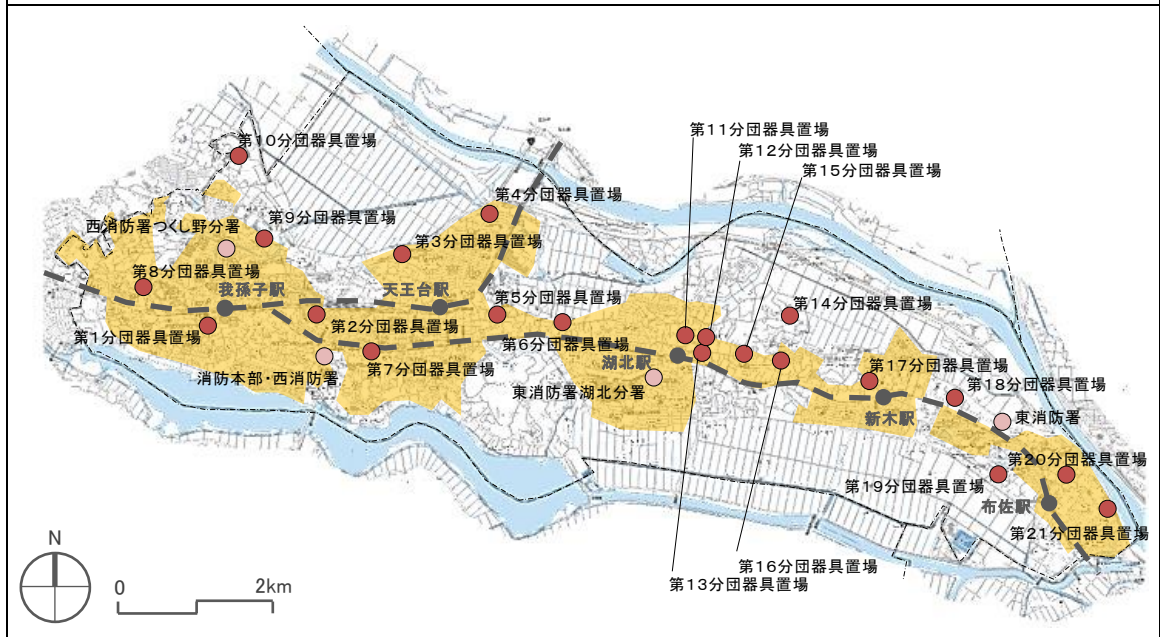 第10分団器具置場
第11分団器具置場
第12分団器具置場
第15分団器具置場
第4分団器具置場
西消防署つくし野分署
第9分団器具置場
第3分団器具置場
第8分団器具置場
我孫子駅
天王台駅
第5分団器具置場
第14分団器具置場
第1分団器具置場
第2分団器具置場
第6分団器具置場
湖北駅
第7分団器具置場
第17分団器具置場
消防本部・西消防署
東消防署湖北分署
第18分団器具置場
新木駅
東消防署
第20分団器具置場
第19分団器具置場
布佐駅
第21分団器具置場
第16分団器具置場
第13分団器具置場
N
0
2km